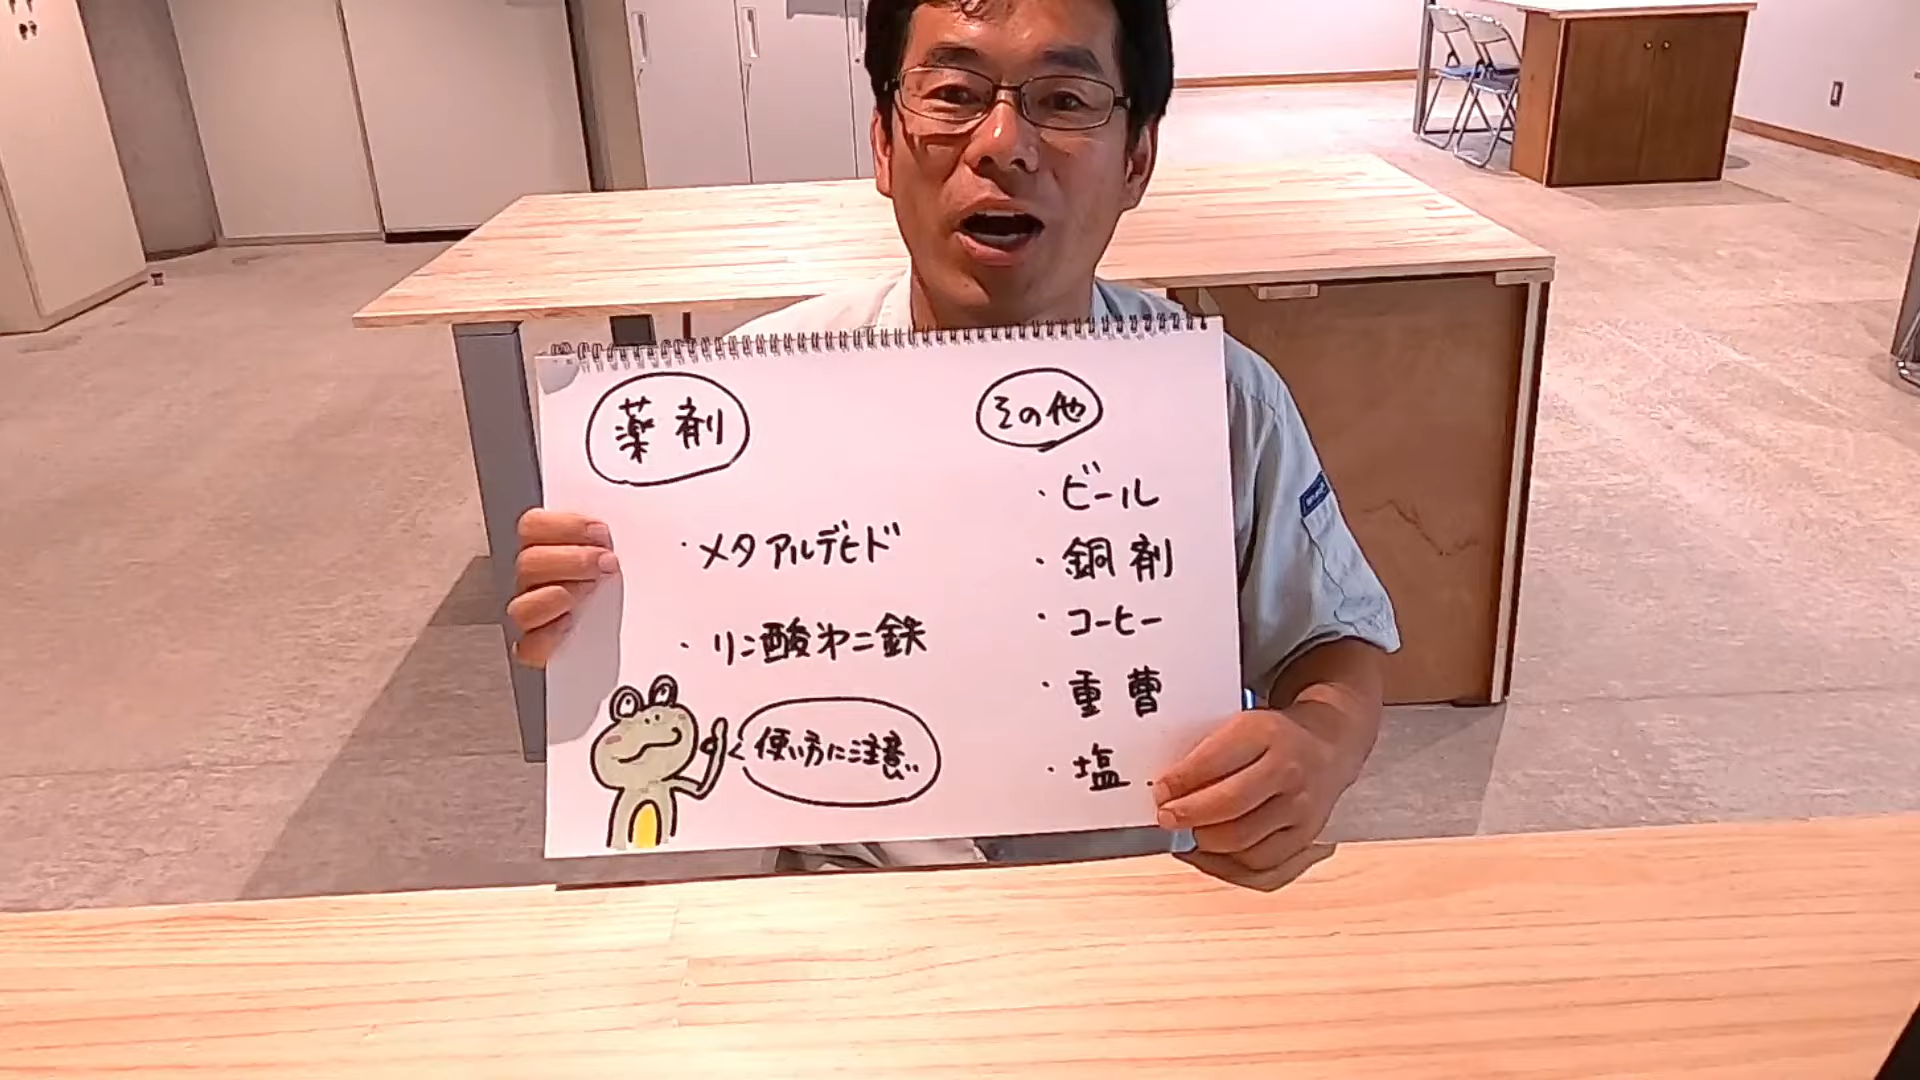 薬剤
・メタアルデヒド
・リン酸第二鉄
使い方に注意
その他
・ビール
・銅剤
・コーヒー
・重曹
・塩